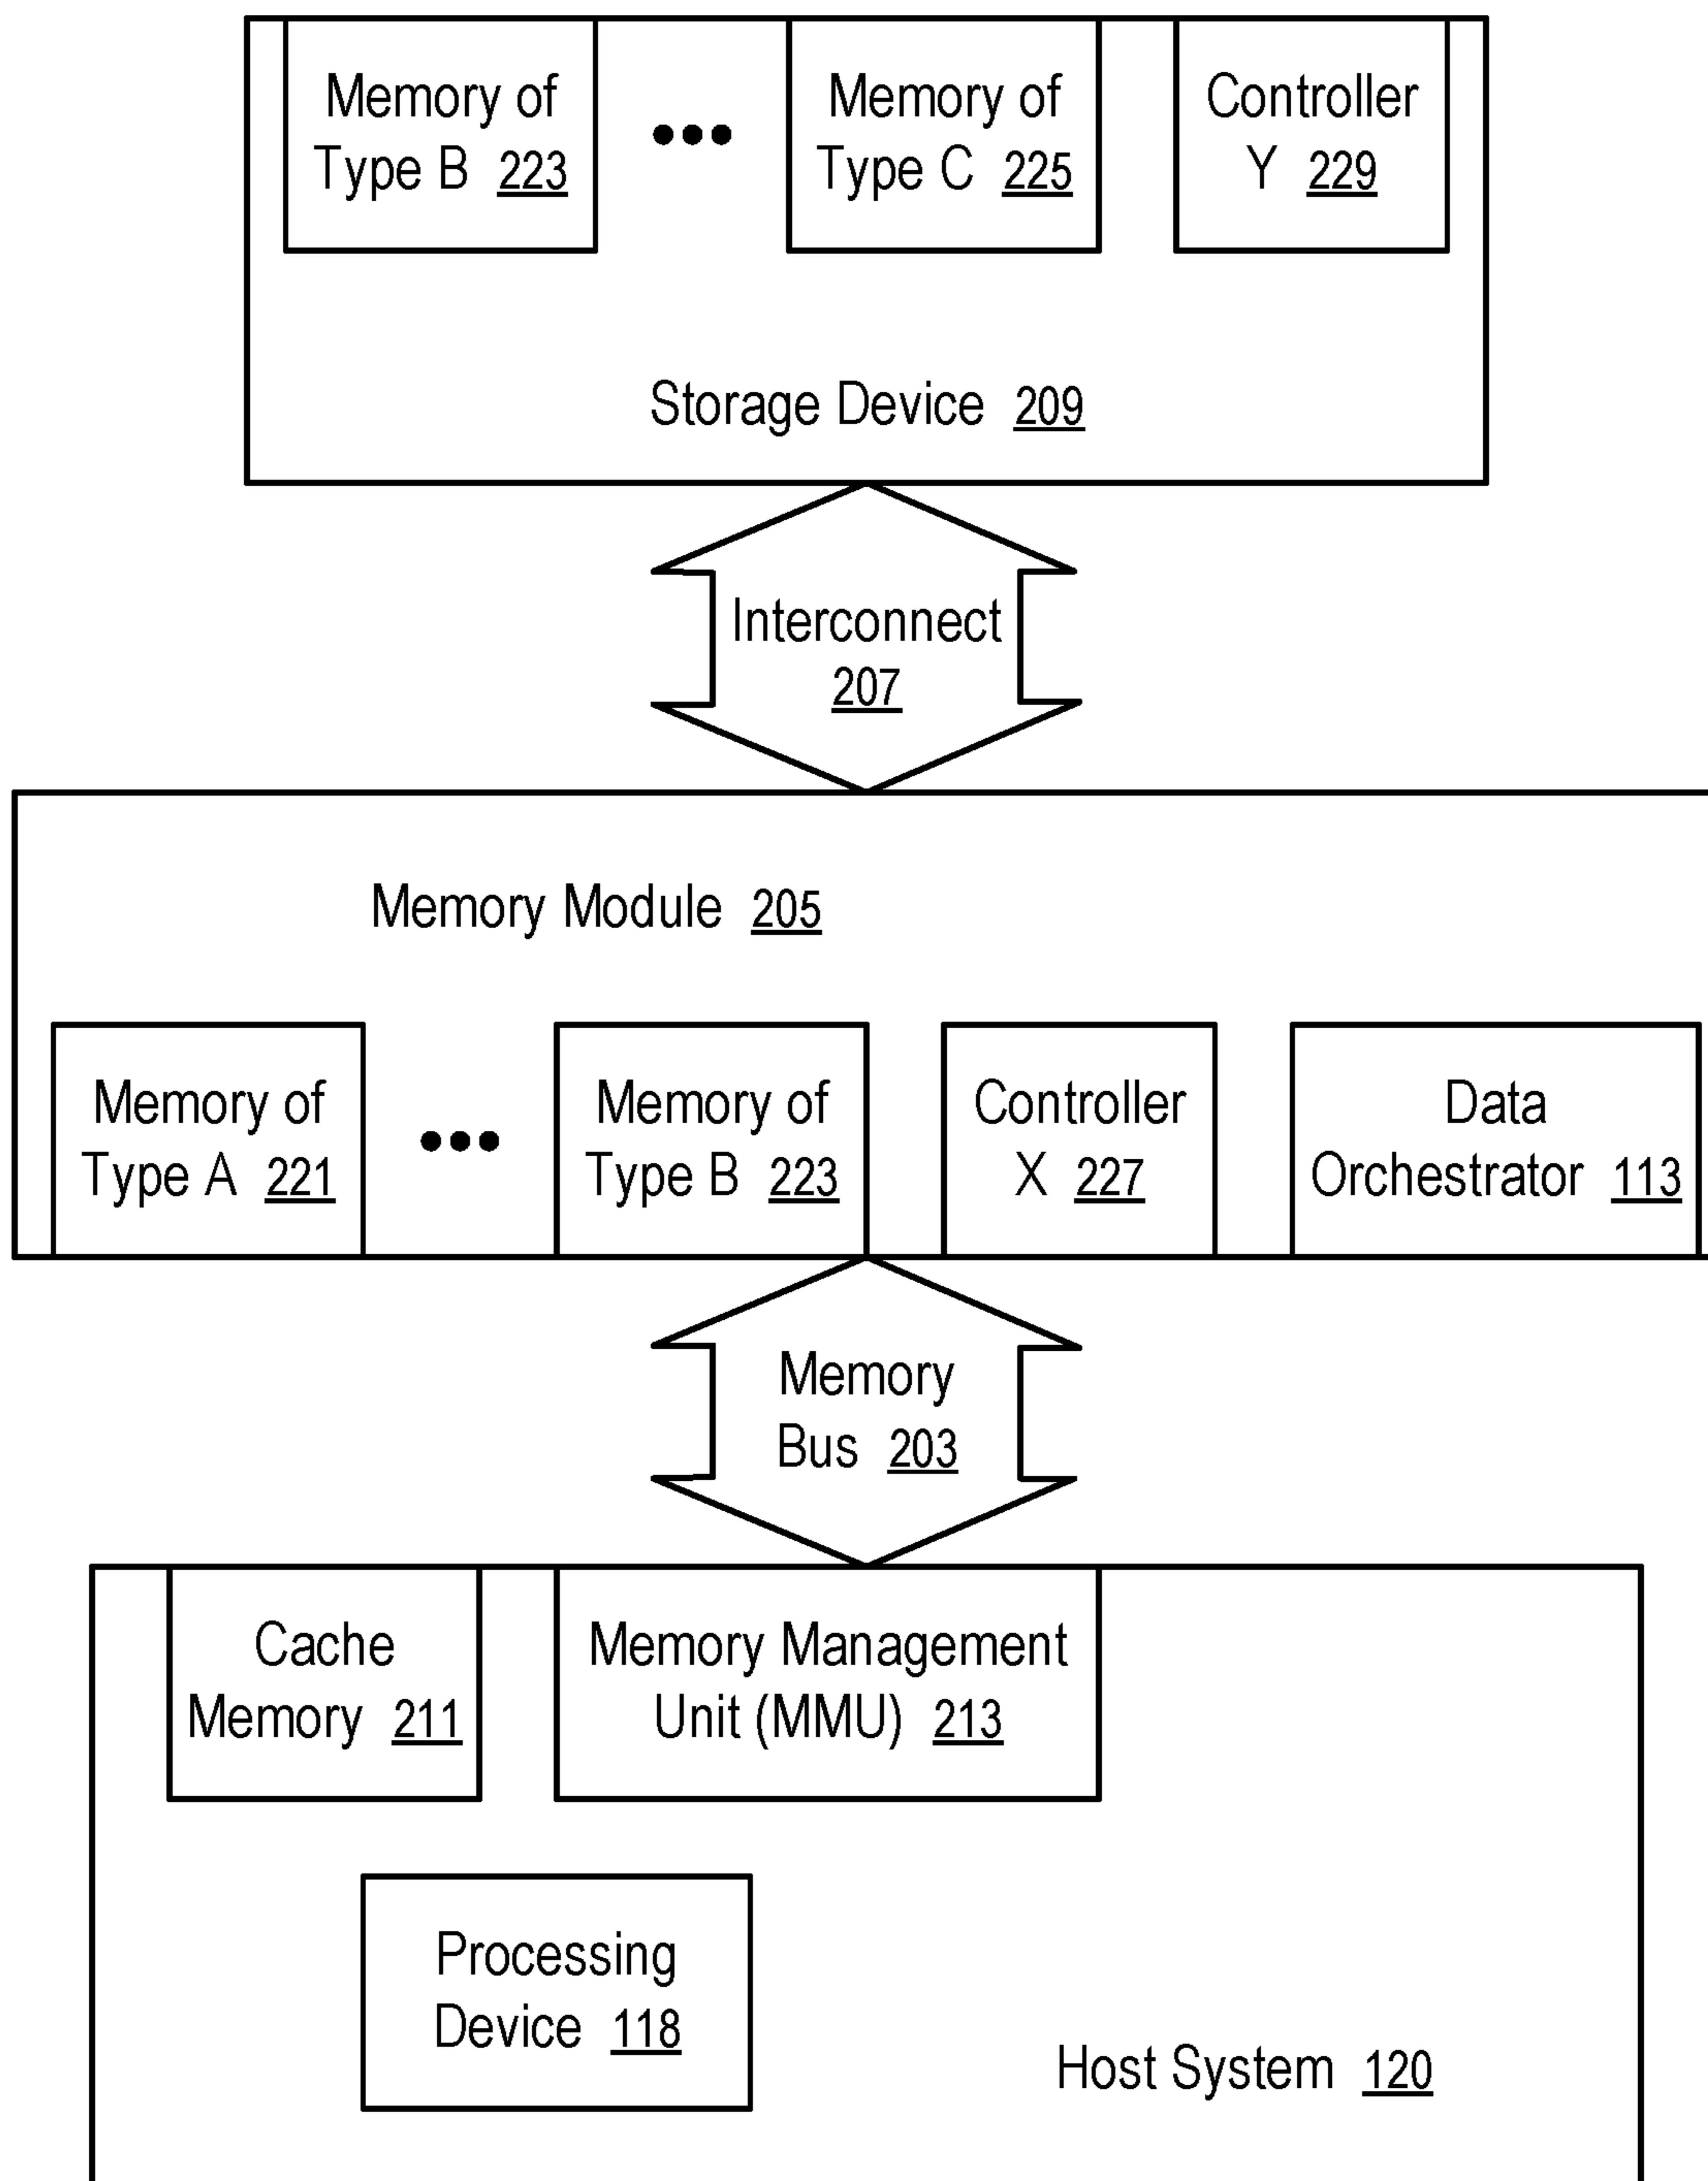 Memory of
Type B 223
Memory of
Type C 225
Controller
Y 229
Storage Device 209
Interconnect
207
Memory Module 205
Memory of
Type A 221
Memory of
Type B 223
Controller
X 227
Data
Orchestrator 113
Memory
Bus 203
Cache
Memory 211
Memory Management
Unit (MMU) 213
Processing
Device 118
Host System 120